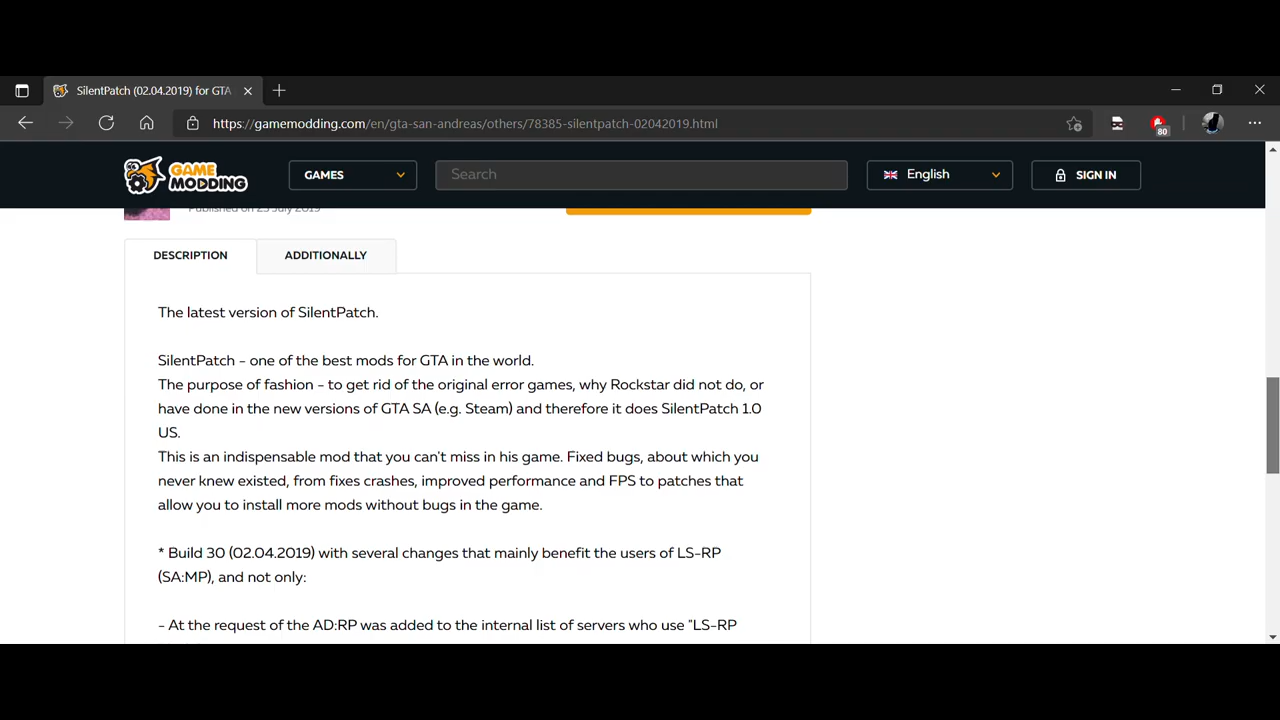 SilentPatch (02.04.2019) for GTA
https://gamemodding.com/en/gta-san-andreas/others/78385-silentpatch-02042019.html
80
GAME MODDING
GAMES
Search
English
SIGN IN
Published on 23 July 2019
DESCRIPTION
ADDITIONALLY
The latest version of SilentPatch.
SilentPatch - one of the best mods for GTA in the world.
The purpose of fashion - to get rid of the original error games, why Rockstar did not do, or
have done in the new versions of GTA SA (e.g. Steam) and therefore it does SilentPatch 1.0
US.
This is an indispensable mod that you can't miss in his game. Fixed bugs, about which you
never knew existed, from fixes crashes, improved performance and FPS to patches that
allow you to install more mods without bugs in the game.
* Build 30 (02.04.2019) with several changes that mainly benefit the users of LS-RP
(SA:MP), and not only:
- At the request of the AD:RP was added to the internal list of servers who use "LS-RP